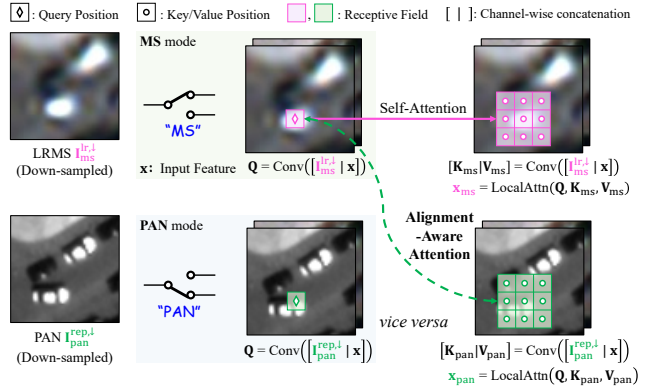 : Query Position
: Key/Value Position
, : Receptive Field
[ | ] : Channel-wise concatenation
MS mode
"MS"
x: Input Feature
LRMS I_ms^{lr,↓}
(Down-sampled)
Q = Conv([I_ms^{lr,↓} | x])
Self-Attention
[K_ms|V_ms] = Conv([I_ms^{lr,↓} | x])
x_ms = LocalAttn(Q, K_ms, V_ms)
Alignment
-Aware
Attention
PAN mode
"PAN"
PAN I_pan^{rep,↓}
(Down-sampled)
Q = Conv([I_pan^{rep,↓} | x])
vice versa
[K_pan|V_pan] = Conv([I_pan^{rep,↓} | x])
x_pan = LocalAttn(Q, K_pan, V_pan)